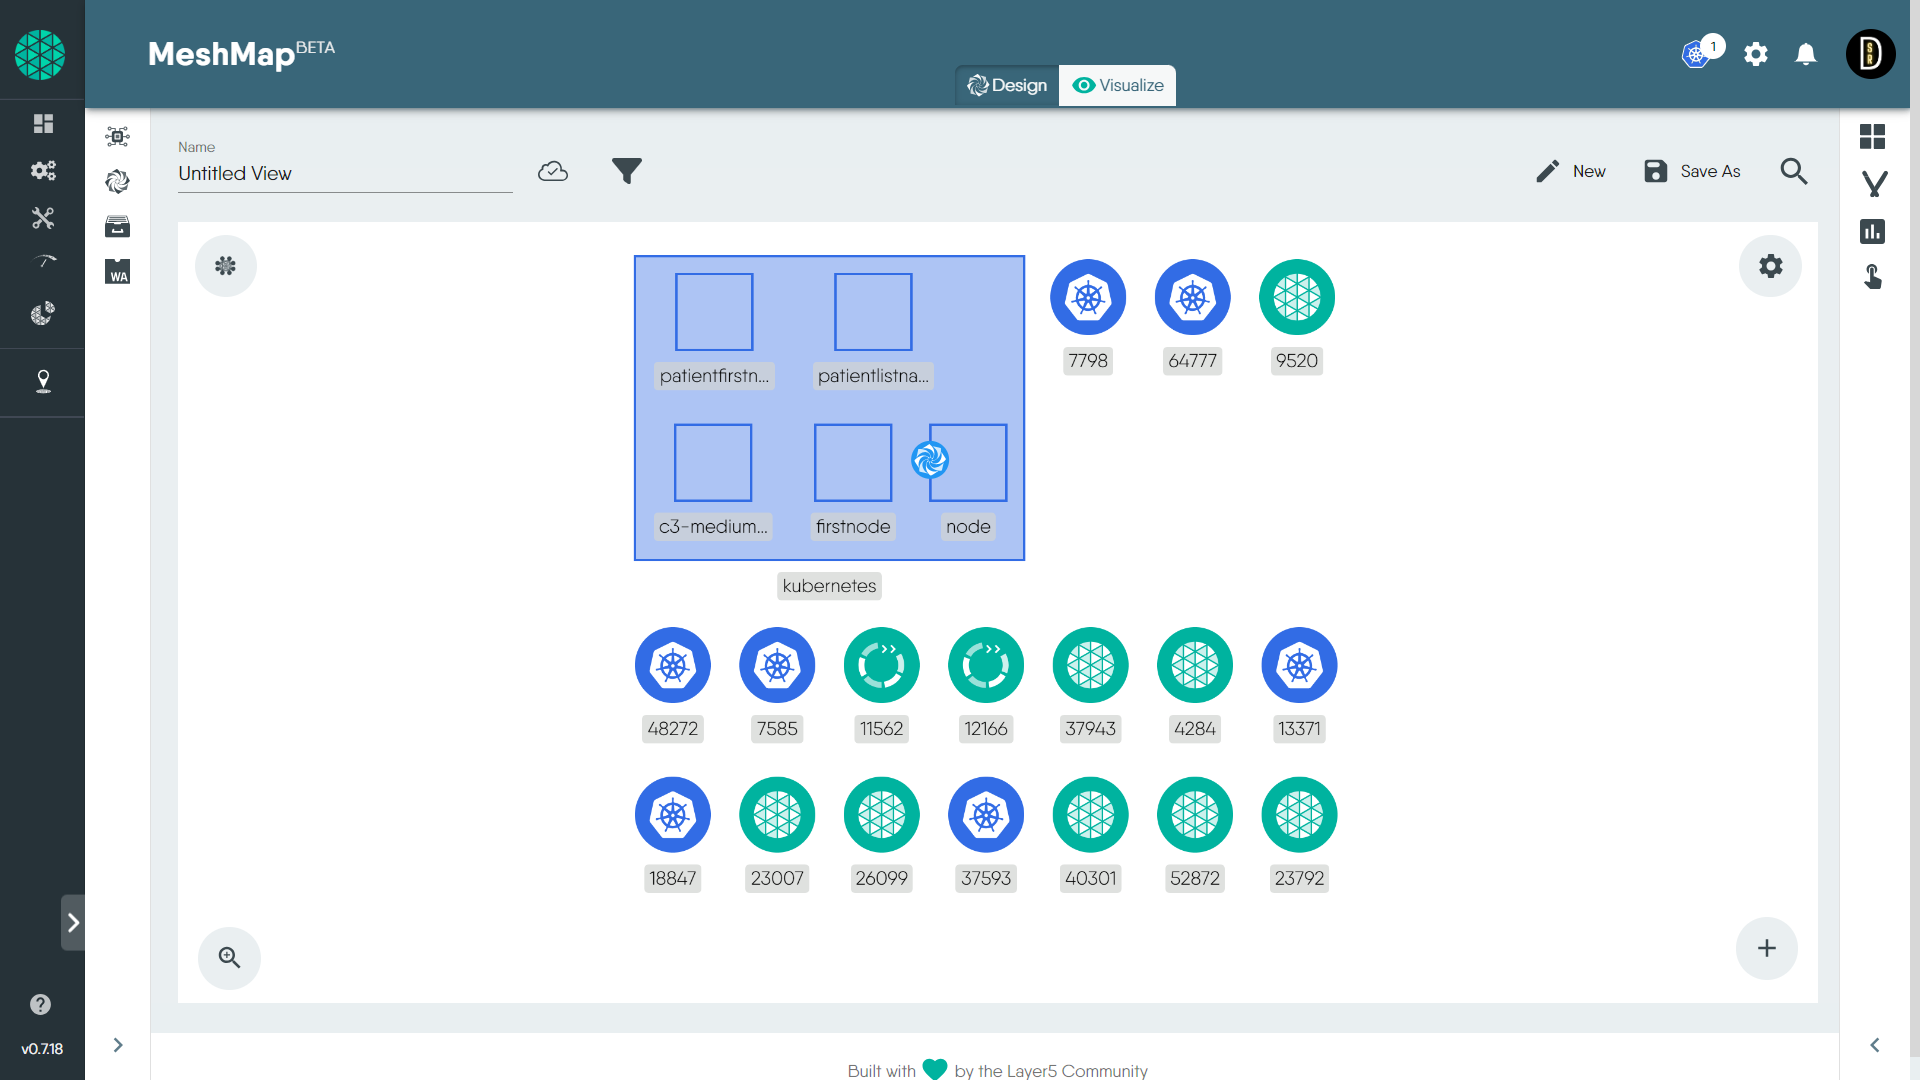 MeshMap BETA
1
D
SR
Design
Visualize
Name
Untitled View
New
Save As
WA
patientfirstn...
patientlistna...
7798
64777
9520
c3-medium...
firstnode
node
kubernetes
48272
7585
11562
12166
37943
4284
13371
18847
23007
26099
37593
40301
52872
23792
v0.7.18
Built with by the Layer5 Community